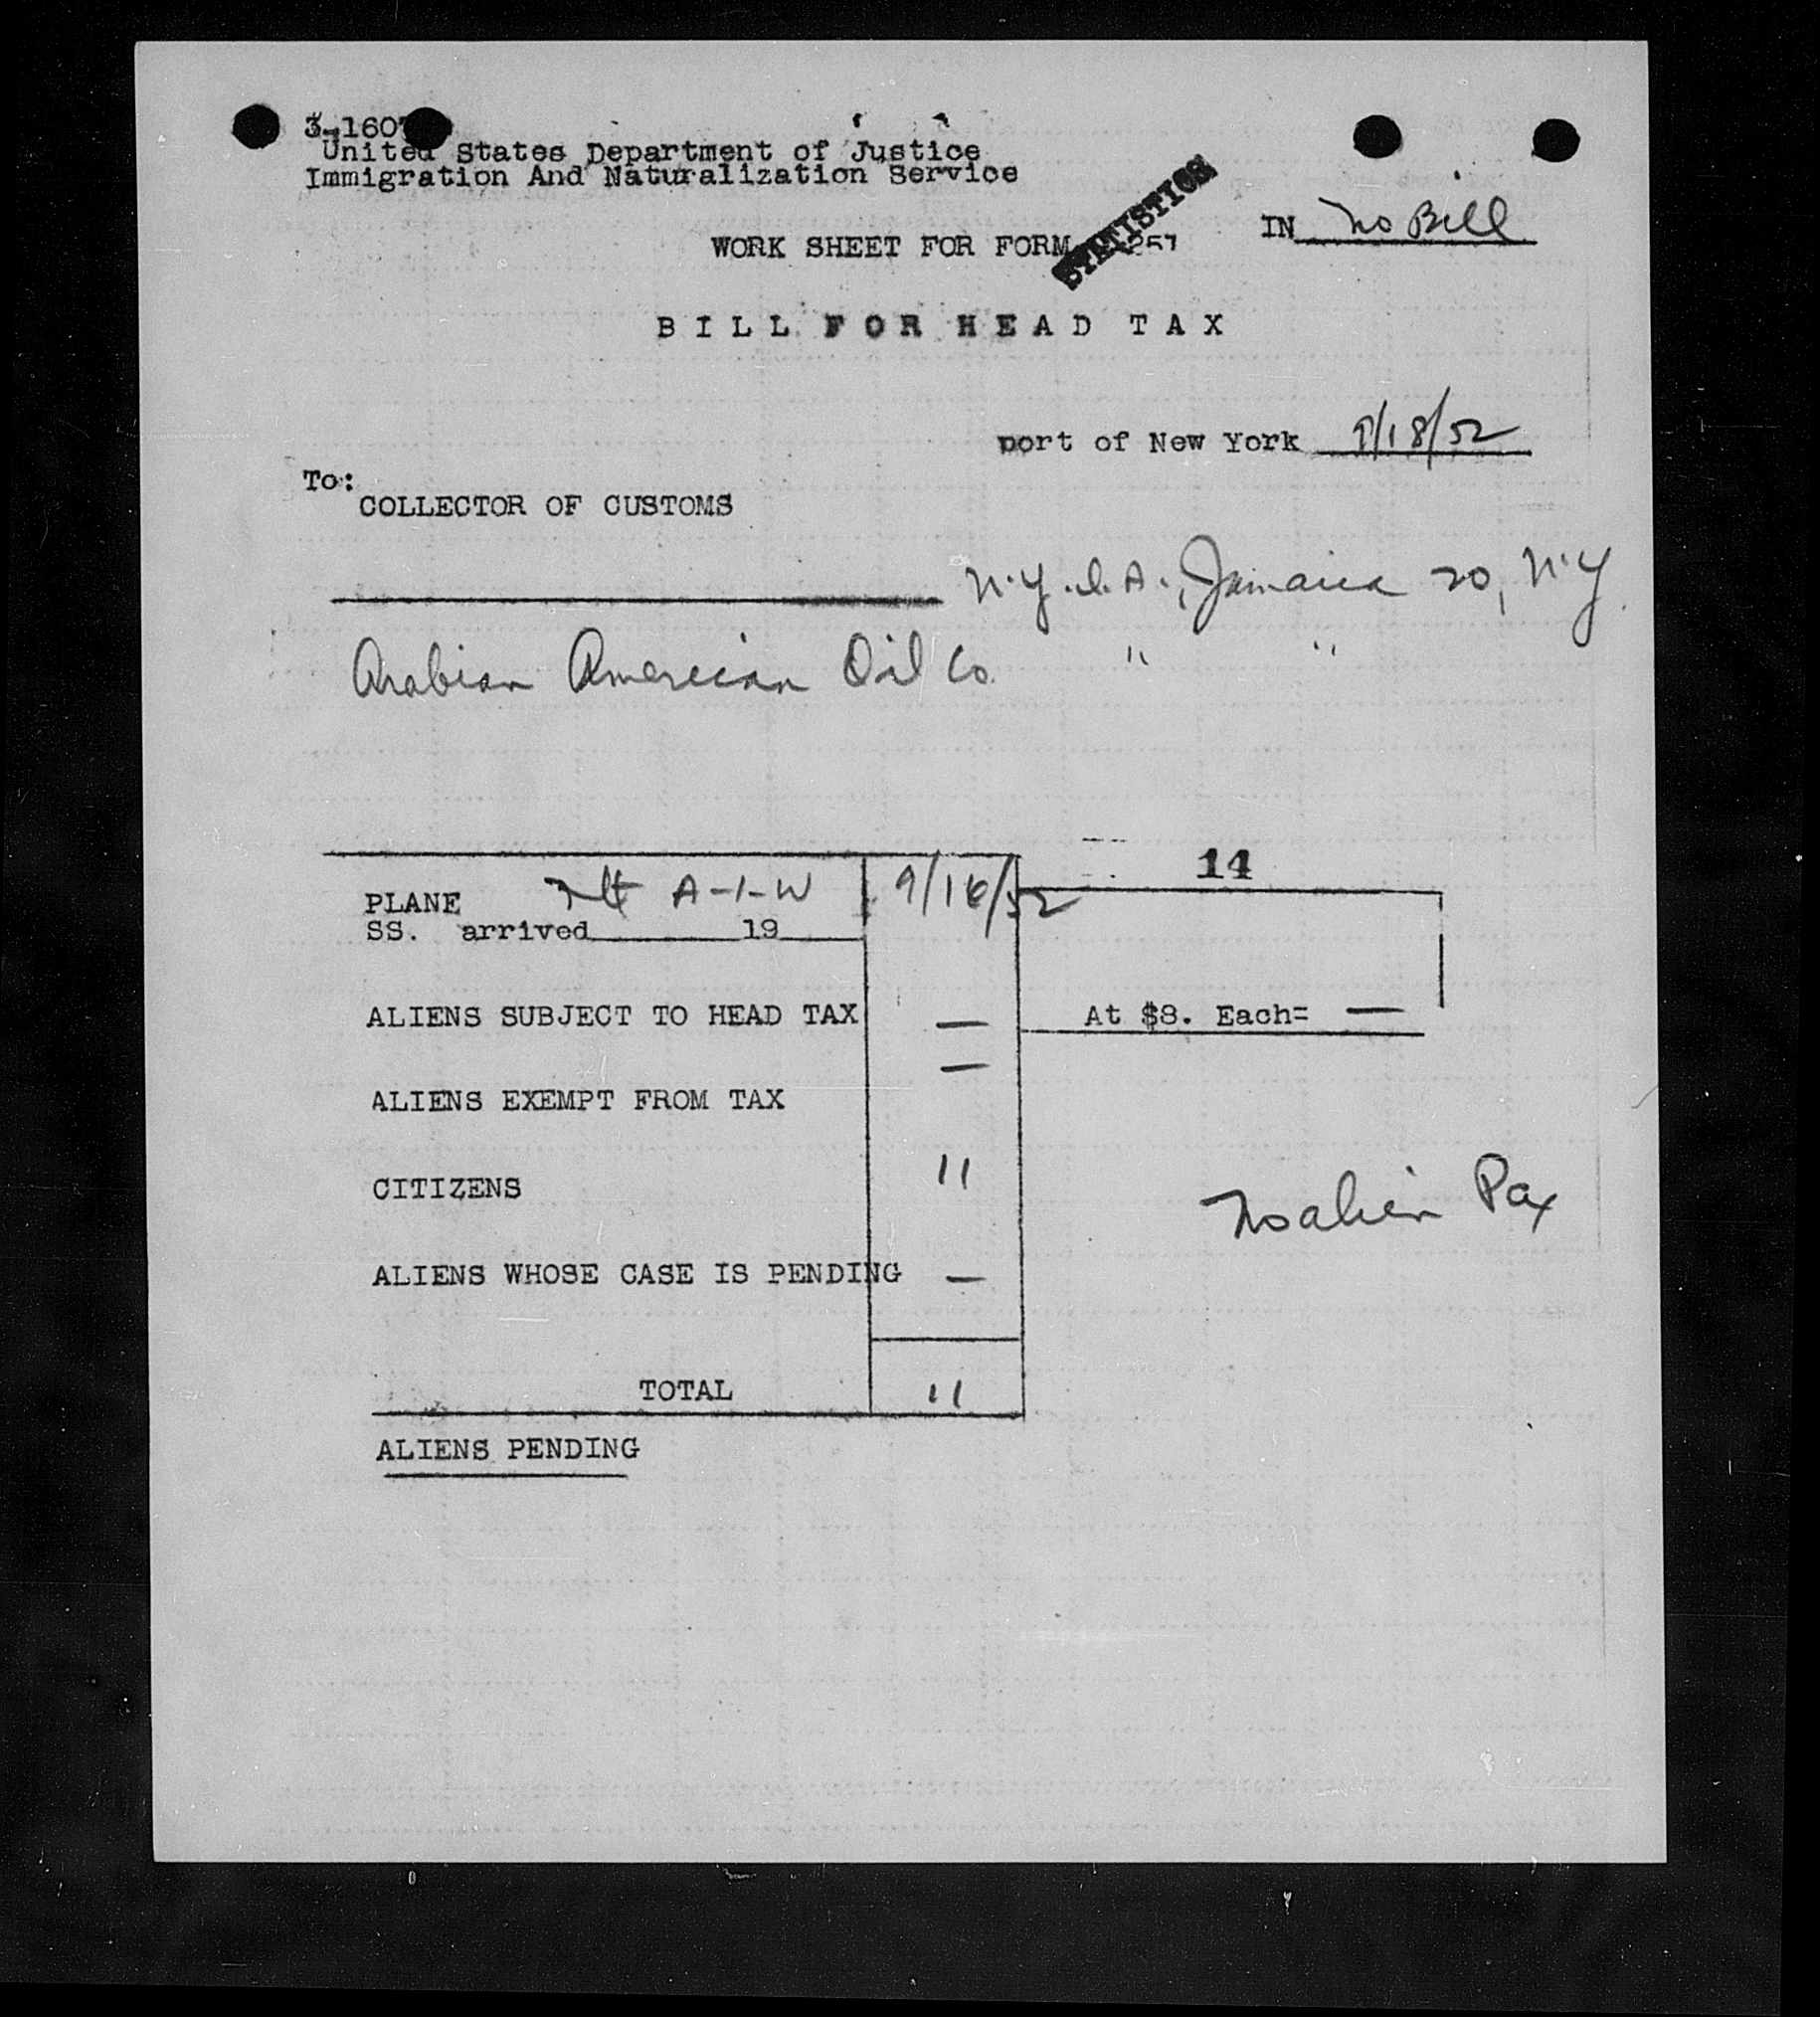 3-160
United States Department of Justice
Immigration And Naturalization Service
STATISTICS
WORK SHEET FOR FORM 257
IN No Bill
BILL FOR HEAD TAX
port of New York 9/18/52
To:
COLLECTOR OF CUSTOMS
N.Y.I.A., Jamaica 20, N.Y.
Arabian American Oil Co. " "
14
PLANE Flt A-1-W 9/16/52
SS. arrived 19
ALIENS SUBJECT TO HEAD TAX — At $8. Each= —
ALIENS EXEMPT FROM TAX —
CITIZENS 11
No alien Pax
ALIENS WHOSE CASE IS PENDING —
TOTAL 11
ALIENS PENDING